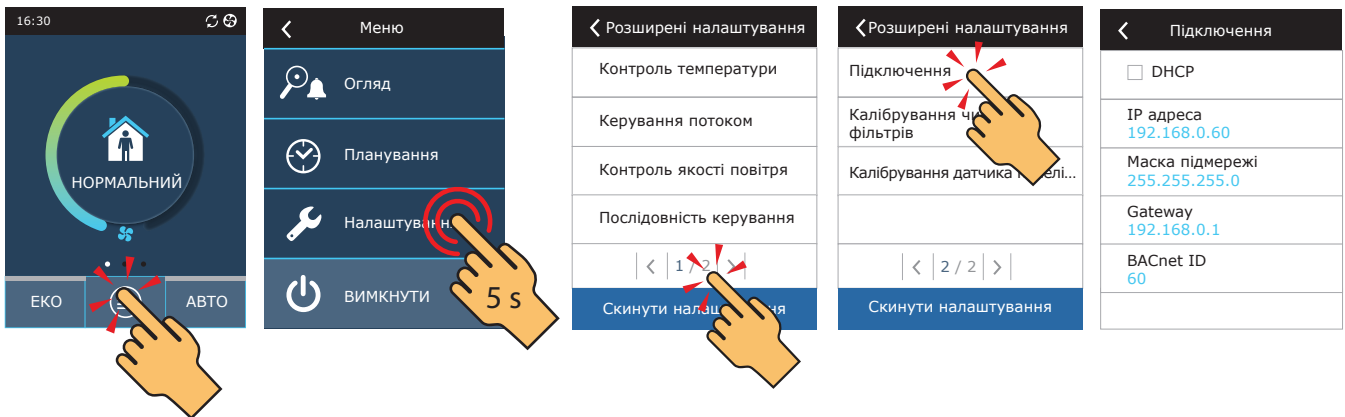 16:30
НОРМАЛЬНИЙ
ЕКО
АВТО
Меню
Огляд
Планування
Налаштуванн
ВИМКНУТИ
5 s
Розширені налаштування
Контроль температури
Керування потоком
Контроль якості повітря
Послідовність керування
1 / 2
Скинути
Розширені налаштування
Підключення
Калібрування
фільтрів
Калібрування датчика
2 / 2
Скинути налаштування
Підключення
DHCP
IP адреса
192.168.0.60
Маска підмережі
255.255.255.0
Gateway
192.168.0.1
BACnet ID
60